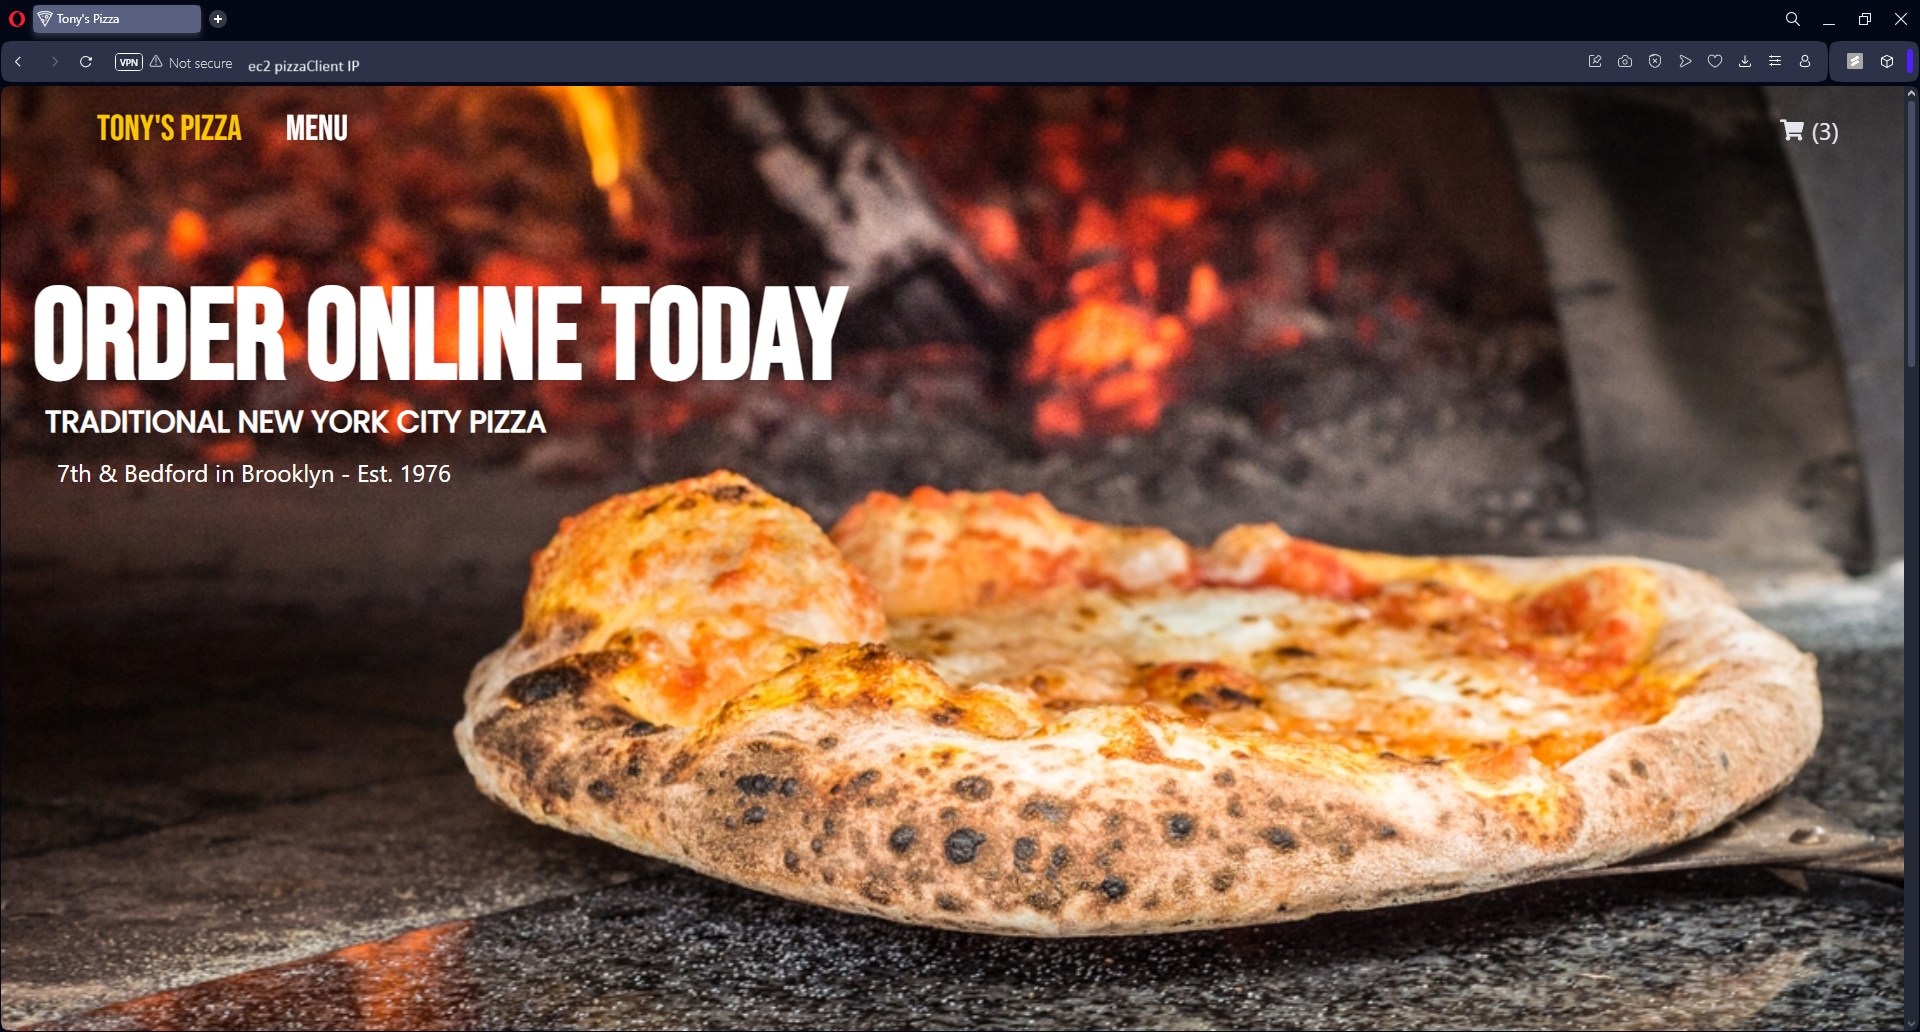 Tony's Pizza
VPN Not secure ec2 pizzaClient IP
TONY'S PIZZA MENU (3)
ORDER ONLINE TODAY
TRADITIONAL NEW YORK CITY PIZZA
7th & Bedford in Brooklyn - Est. 1976